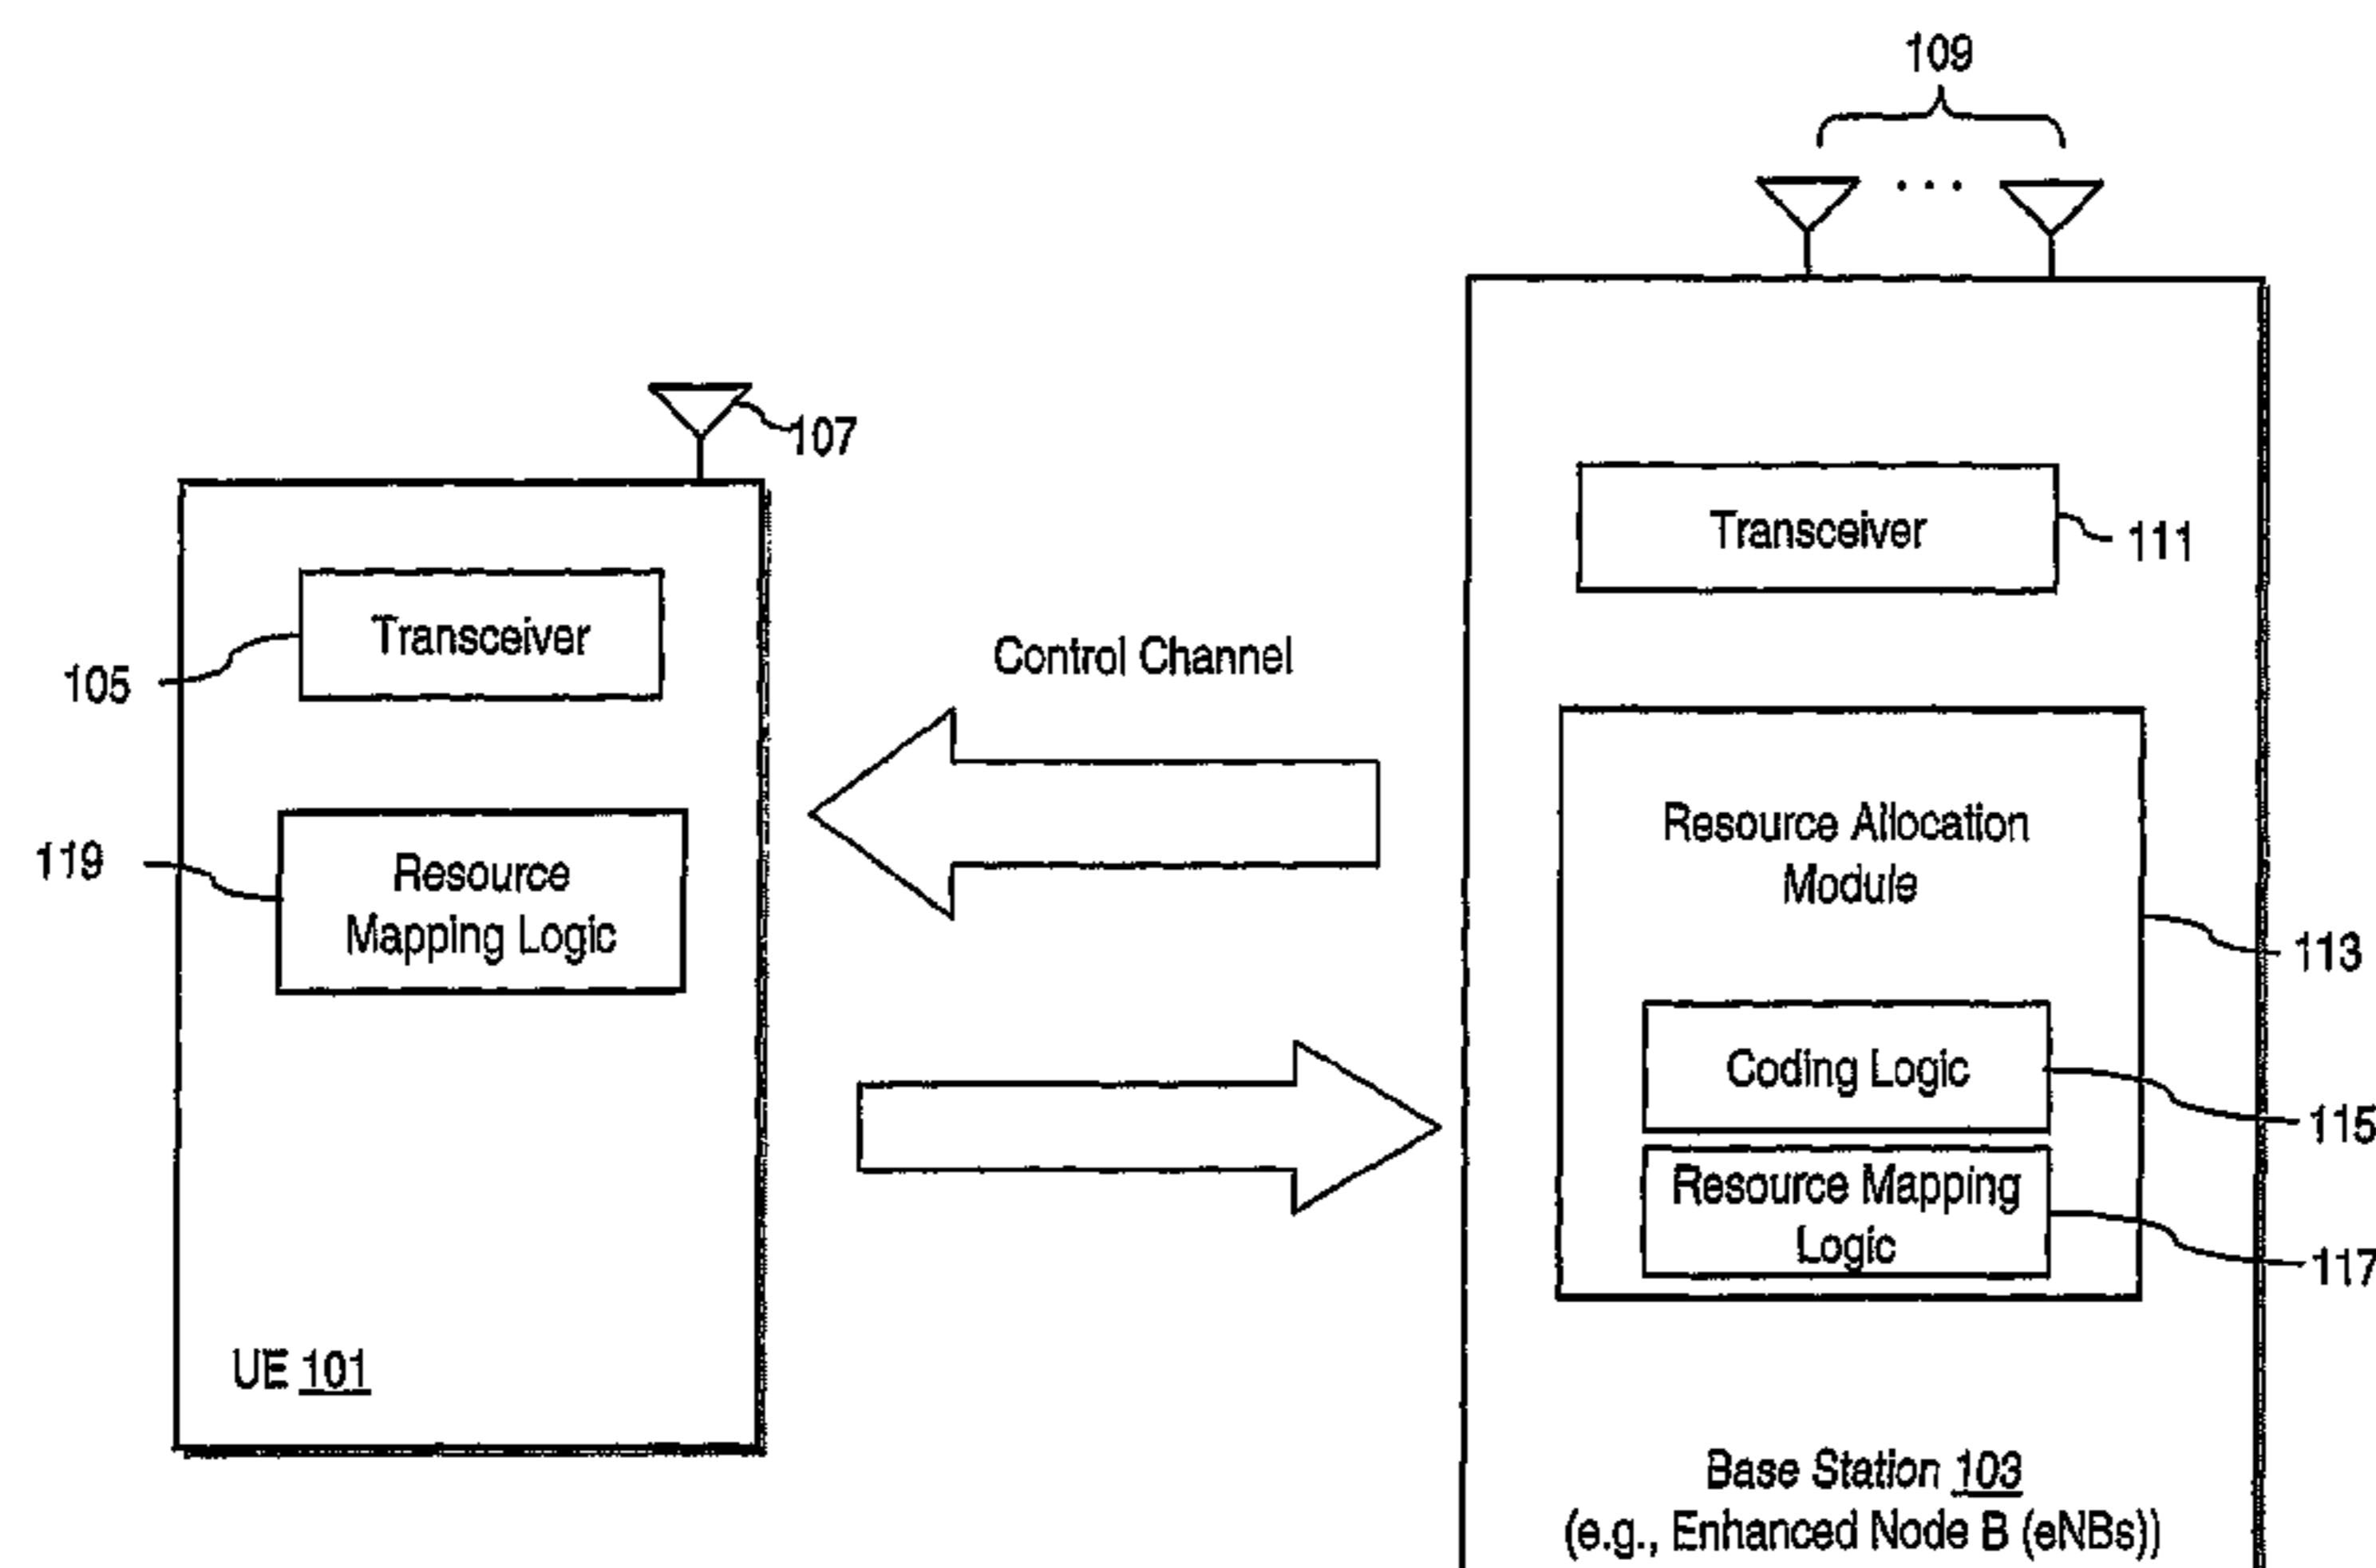 109
107
Transceiver
111
Transceiver
105
Control Channel
Resource Allocation
Module
119
Resource
Mapping Logic
113
Coding Logic
115
Resource Mapping
Logic
117
UE 101
Base Station 103
(e.g., Enhanced Node B (eNBs))